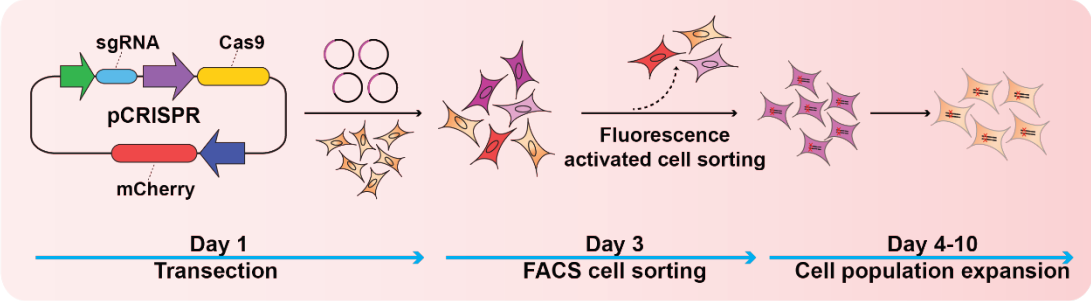 sgRNA
Cas9
pCRISPR
mCherry
Fluorescence
activated cell sorting
Day 1
Transection
Day 3
FACS cell sorting
Day 4-10
Cell population expansion